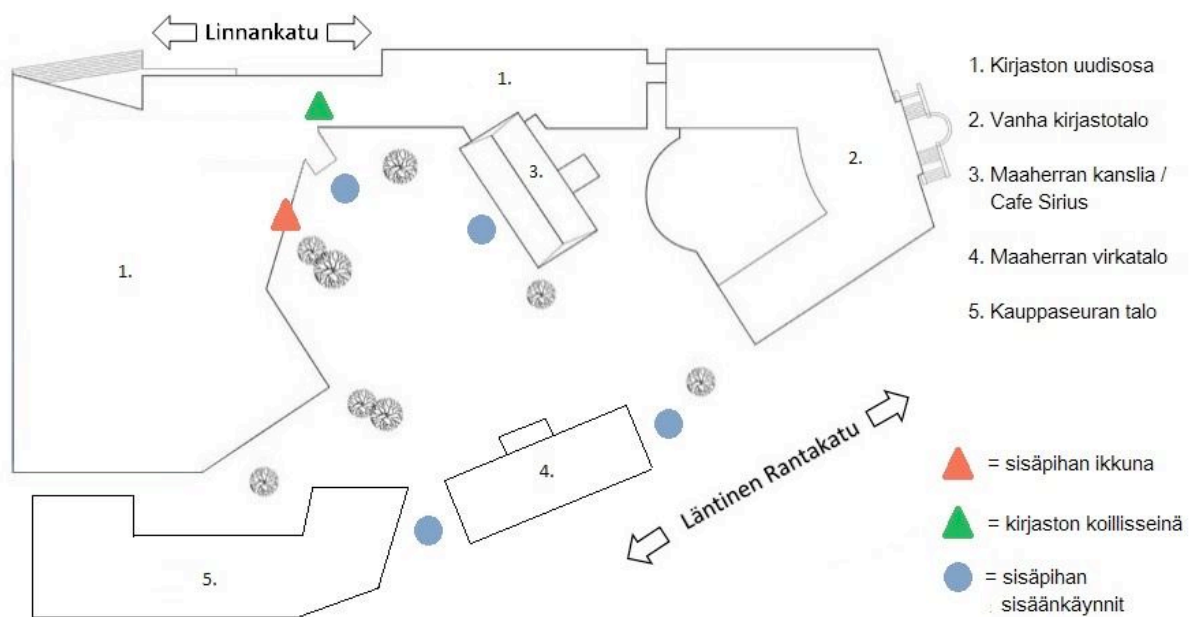 Linnankatu
1.
3.
2.
1.
4.
5.
Läntinen Rantakatu
1. Kirjaston uudisosa
2. Vanha kirjastotalo
3. Maaherran kanslia /
Cafe Sirius
4. Maaherran virkatalo
5. Kauppaseuran talo
= sisäpihan ikkuna
= kirjaston koillisseinä
= sisäpihan
sisäänkäynnit